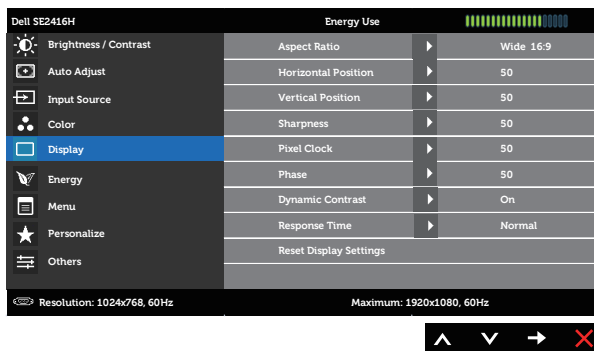 Dell SE2416H Energy Use
Brightness / Contrast Aspect Ratio Wide 16:9
Auto Adjust Horizontal Position 50
Input Source Vertical Position 50
Color Sharpness 50
Display Pixel Clock 50
Energy Phase 50
Menu Dynamic Contrast On
Personalize Response Time Normal
Others Reset Display Settings
Resolution: 1024x768, 60Hz Maximum: 1920x1080, 60Hz